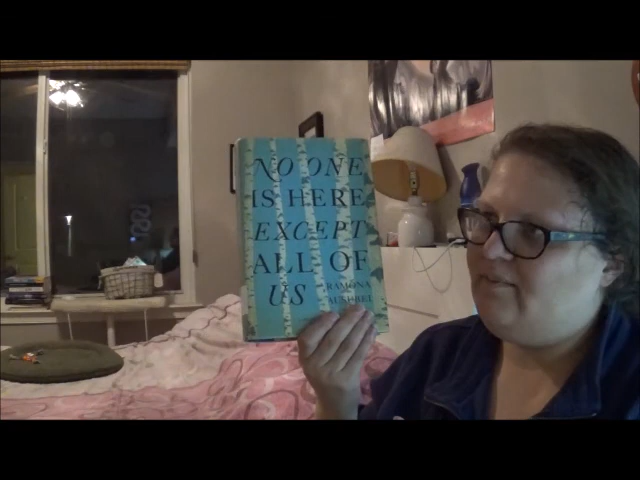 NO ONE
IS HERE
EXCEPT
ALL OF
US
RAMONA
AUSUBEL